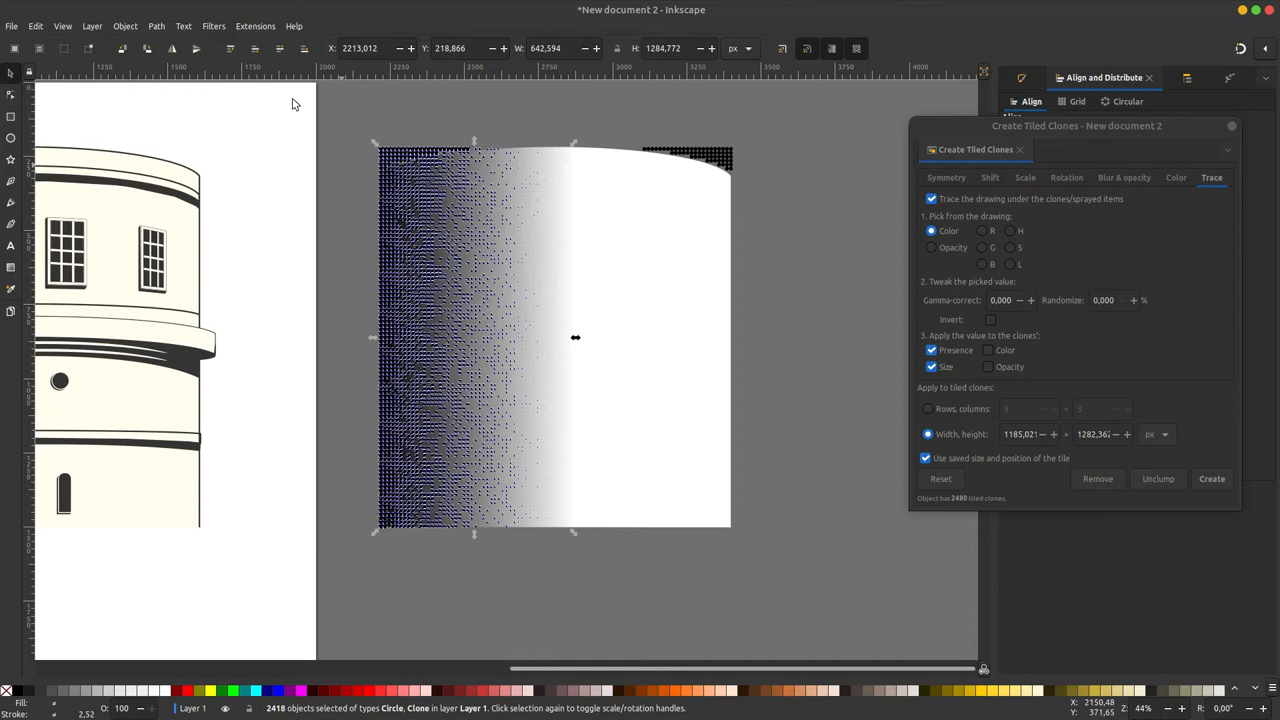 *New document 2 - Inkscape
File Edit View Layer Object Path Text Filters Extensions Help
X: 2213,012 − + Y: 218,866 − + W: 642,594 − + H: 1284,772 − + px
1250 1500 1750 2000 2250 2500 2750 3000 3250 3500 3750 4000
Align and Distribute
Align Grid Circular
Create Tiled Clones - New document 2
Create Tiled Clones
Symmetry Shift Scale Rotation Blur & opacity Color Trace
Trace the drawing under the clones/sprayed items
1. Pick from the drawing:
Color R H
Opacity G S
B L
2. Tweak the picked value:
Gamma-correct: 0,000 − + Randomize: 0,000 + %
Invert:
3. Apply the value to the clones':
Presence Color
Size Opacity
Apply to tiled clones:
Rows, columns: 3 − + × 3 − +
Width, height: 1185,021 − + × 1282,362 − + px
Use saved size and position of the tile
Reset Remove Unclump Create
Object has 2480 tiled clones.
Fill:
Stroke: 2,52
O: 100 − + Layer 1 2418 objects selected of types Circle, Clone in layer Layer 1. Click selection again to toggle scale/rotation handles.
X: 2150,48
Y: 371,65
Z: 44% − + R: 0,00° − +